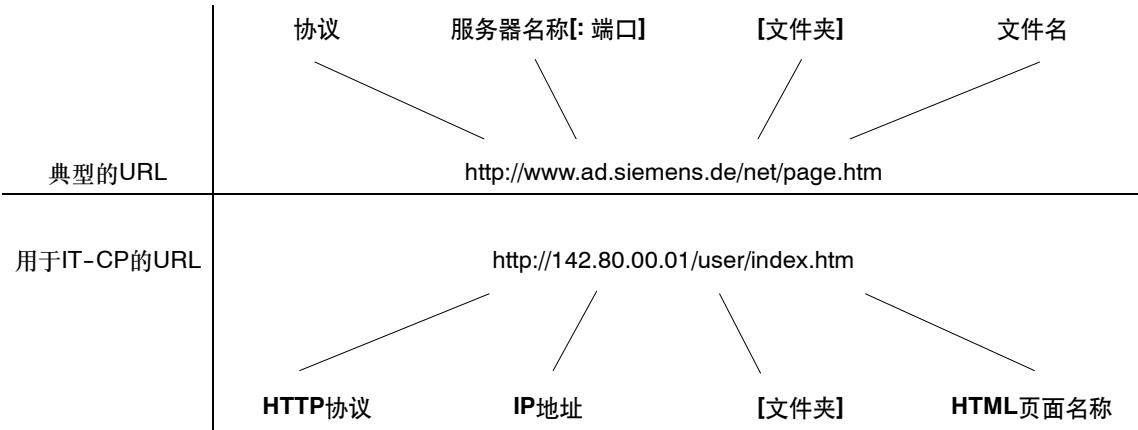 协议 服务器名称[: 端口] [文件夹] 文件名
典型的URL http://www.ad.siemens.de/net/page.htm
用于IT-CP的URL http://142.80.00.01/user/index.htm
HTTP协议 IP地址 [文件夹] HTML页面名称